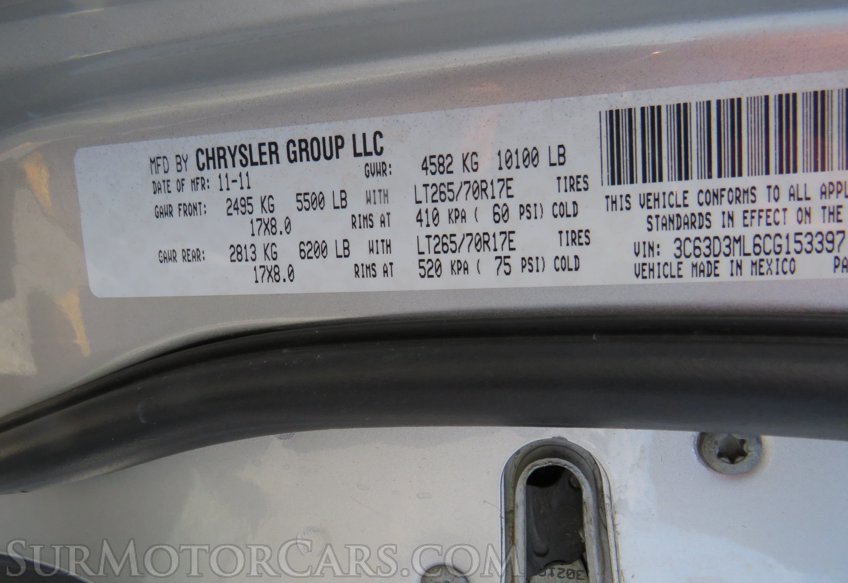 MFD BY CHRYSLER GROUP LLC
DATE OF MFR: 11-11 GVWR: 4582 KG 10100 LB
GAWR FRONT: 2495 KG 5500 LB WITH LT265/70R17E TIRES
17X8.0 RIMS AT 410 KPA ( 60 PSI) COLD
GAWR REAR: 2813 KG 6200 LB WITH LT265/70R17E TIRES
17X8.0 RIMS AT 520 KPA ( 75 PSI) COLD
THIS VEHICLE CONFORMS TO ALL APPL
STANDARDS IN EFFECT ON THE
VIN: 3C63D3ML6CG153397
VEHICLE MADE IN MEXICO PA
SURMOTORCARS.COM